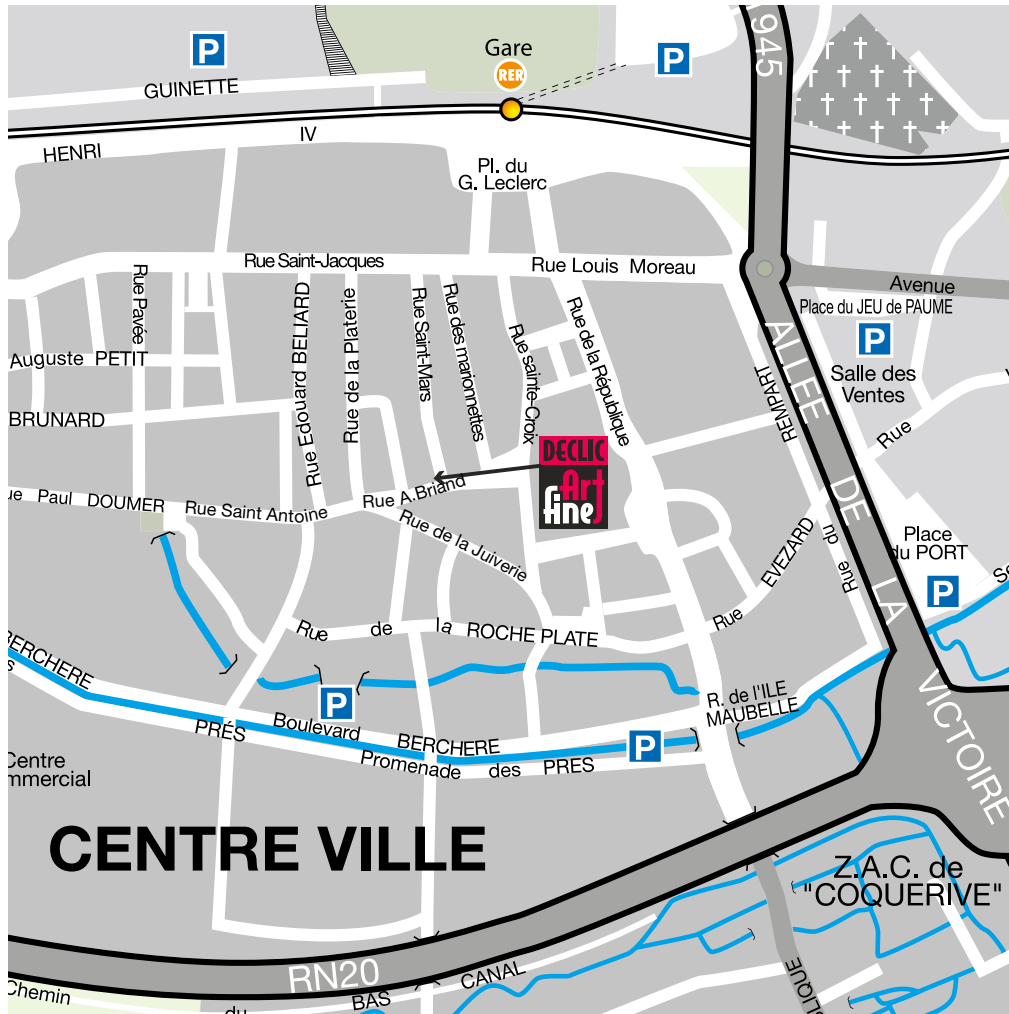 P
Gare
RER
P
945
GUINETTE
HENRI
IV
Pl. du
G. Leclerc
Rue Saint-Jacques
Rue Louis Moreau
Avenue
Place du JEU de PAUME
P
Salle des
Ventes
Rue
Rue Pavée
Auguste PETIT
BRUNARD
Rue Edouard BELIARD
Rue de la Platerie
Rue Saint-Mars
Rue des marionnettes
Rue sainte-Croix
Rue de la République
REMPART
ALLEE DE LA VICTOIRE
DECLIC
Art
fine
ue Paul DOUMER
Rue Saint Antoine
Rue A.Briand
Rue de la Juiverie
Rue EVEZARD
Rue du
Place
du PORT
P
Rue de la ROCHE PLATE
BERCHERE
P
PRÉS
Boulevard BERCHERE
Promenade des PRES
P
R. de l'ILE
MAUBELLE
Centre
mmercial
CENTRE VILLE
Z.A.C. de
"COQUERIVE"
RN20
Chemin
du
BAS
CANAL
OLIQUE